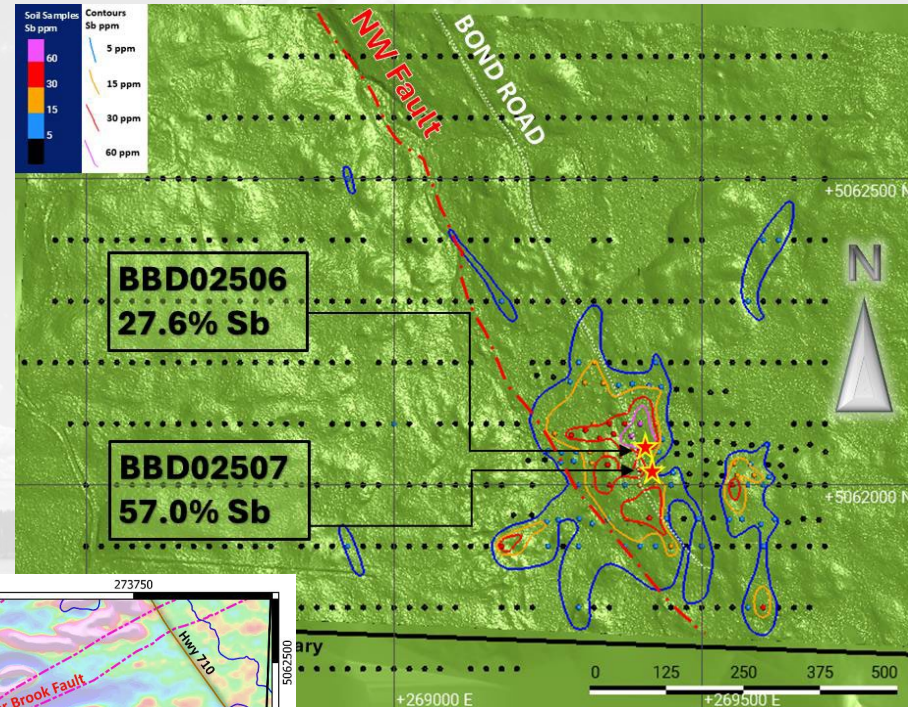 Soil Samples
Sb ppm
60
30
15
5
Contours
Sb ppm
5 ppm
15 ppm
30 ppm
60 ppm
NW Fault
BOND ROAD
+5062500 N
N
BBD02506
27.6% Sb
BBD02507
57.0% Sb
+5062000 N
273750
Hwy 710
5062500
Brook Fault
+269000 E
+269500 E
0 125 250 375 500